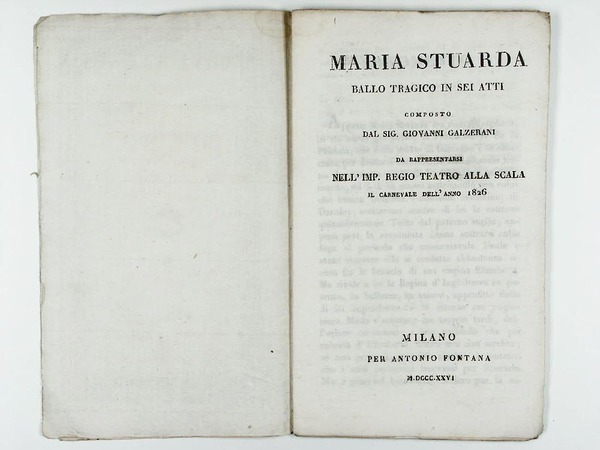 MARIA STUARDA
BALLO TRAGICO IN SEI ATTI
COMPOSTO
DAL SIG. GIOVANNI GALZERANI
DA RAPPRESENTARSI
NELL' IMP. REGIO TEATRO ALLA SCALA
IL CARNEVALE DELL' ANNO 1826
MILANO
PER ANTONIO FONTANA
M.DCCC.XXVI